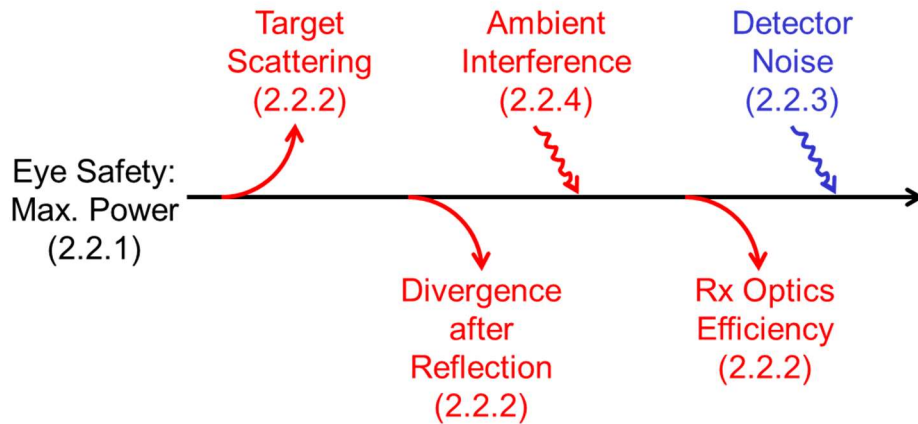 Target
Scattering
(2.2.2)
Ambient
Interference
(2.2.4)
Detector
Noise
(2.2.3)
Eye Safety:
Max. Power
(2.2.1)
Divergence
after
Reflection
(2.2.2)
Rx Optics
Efficiency
(2.2.2)